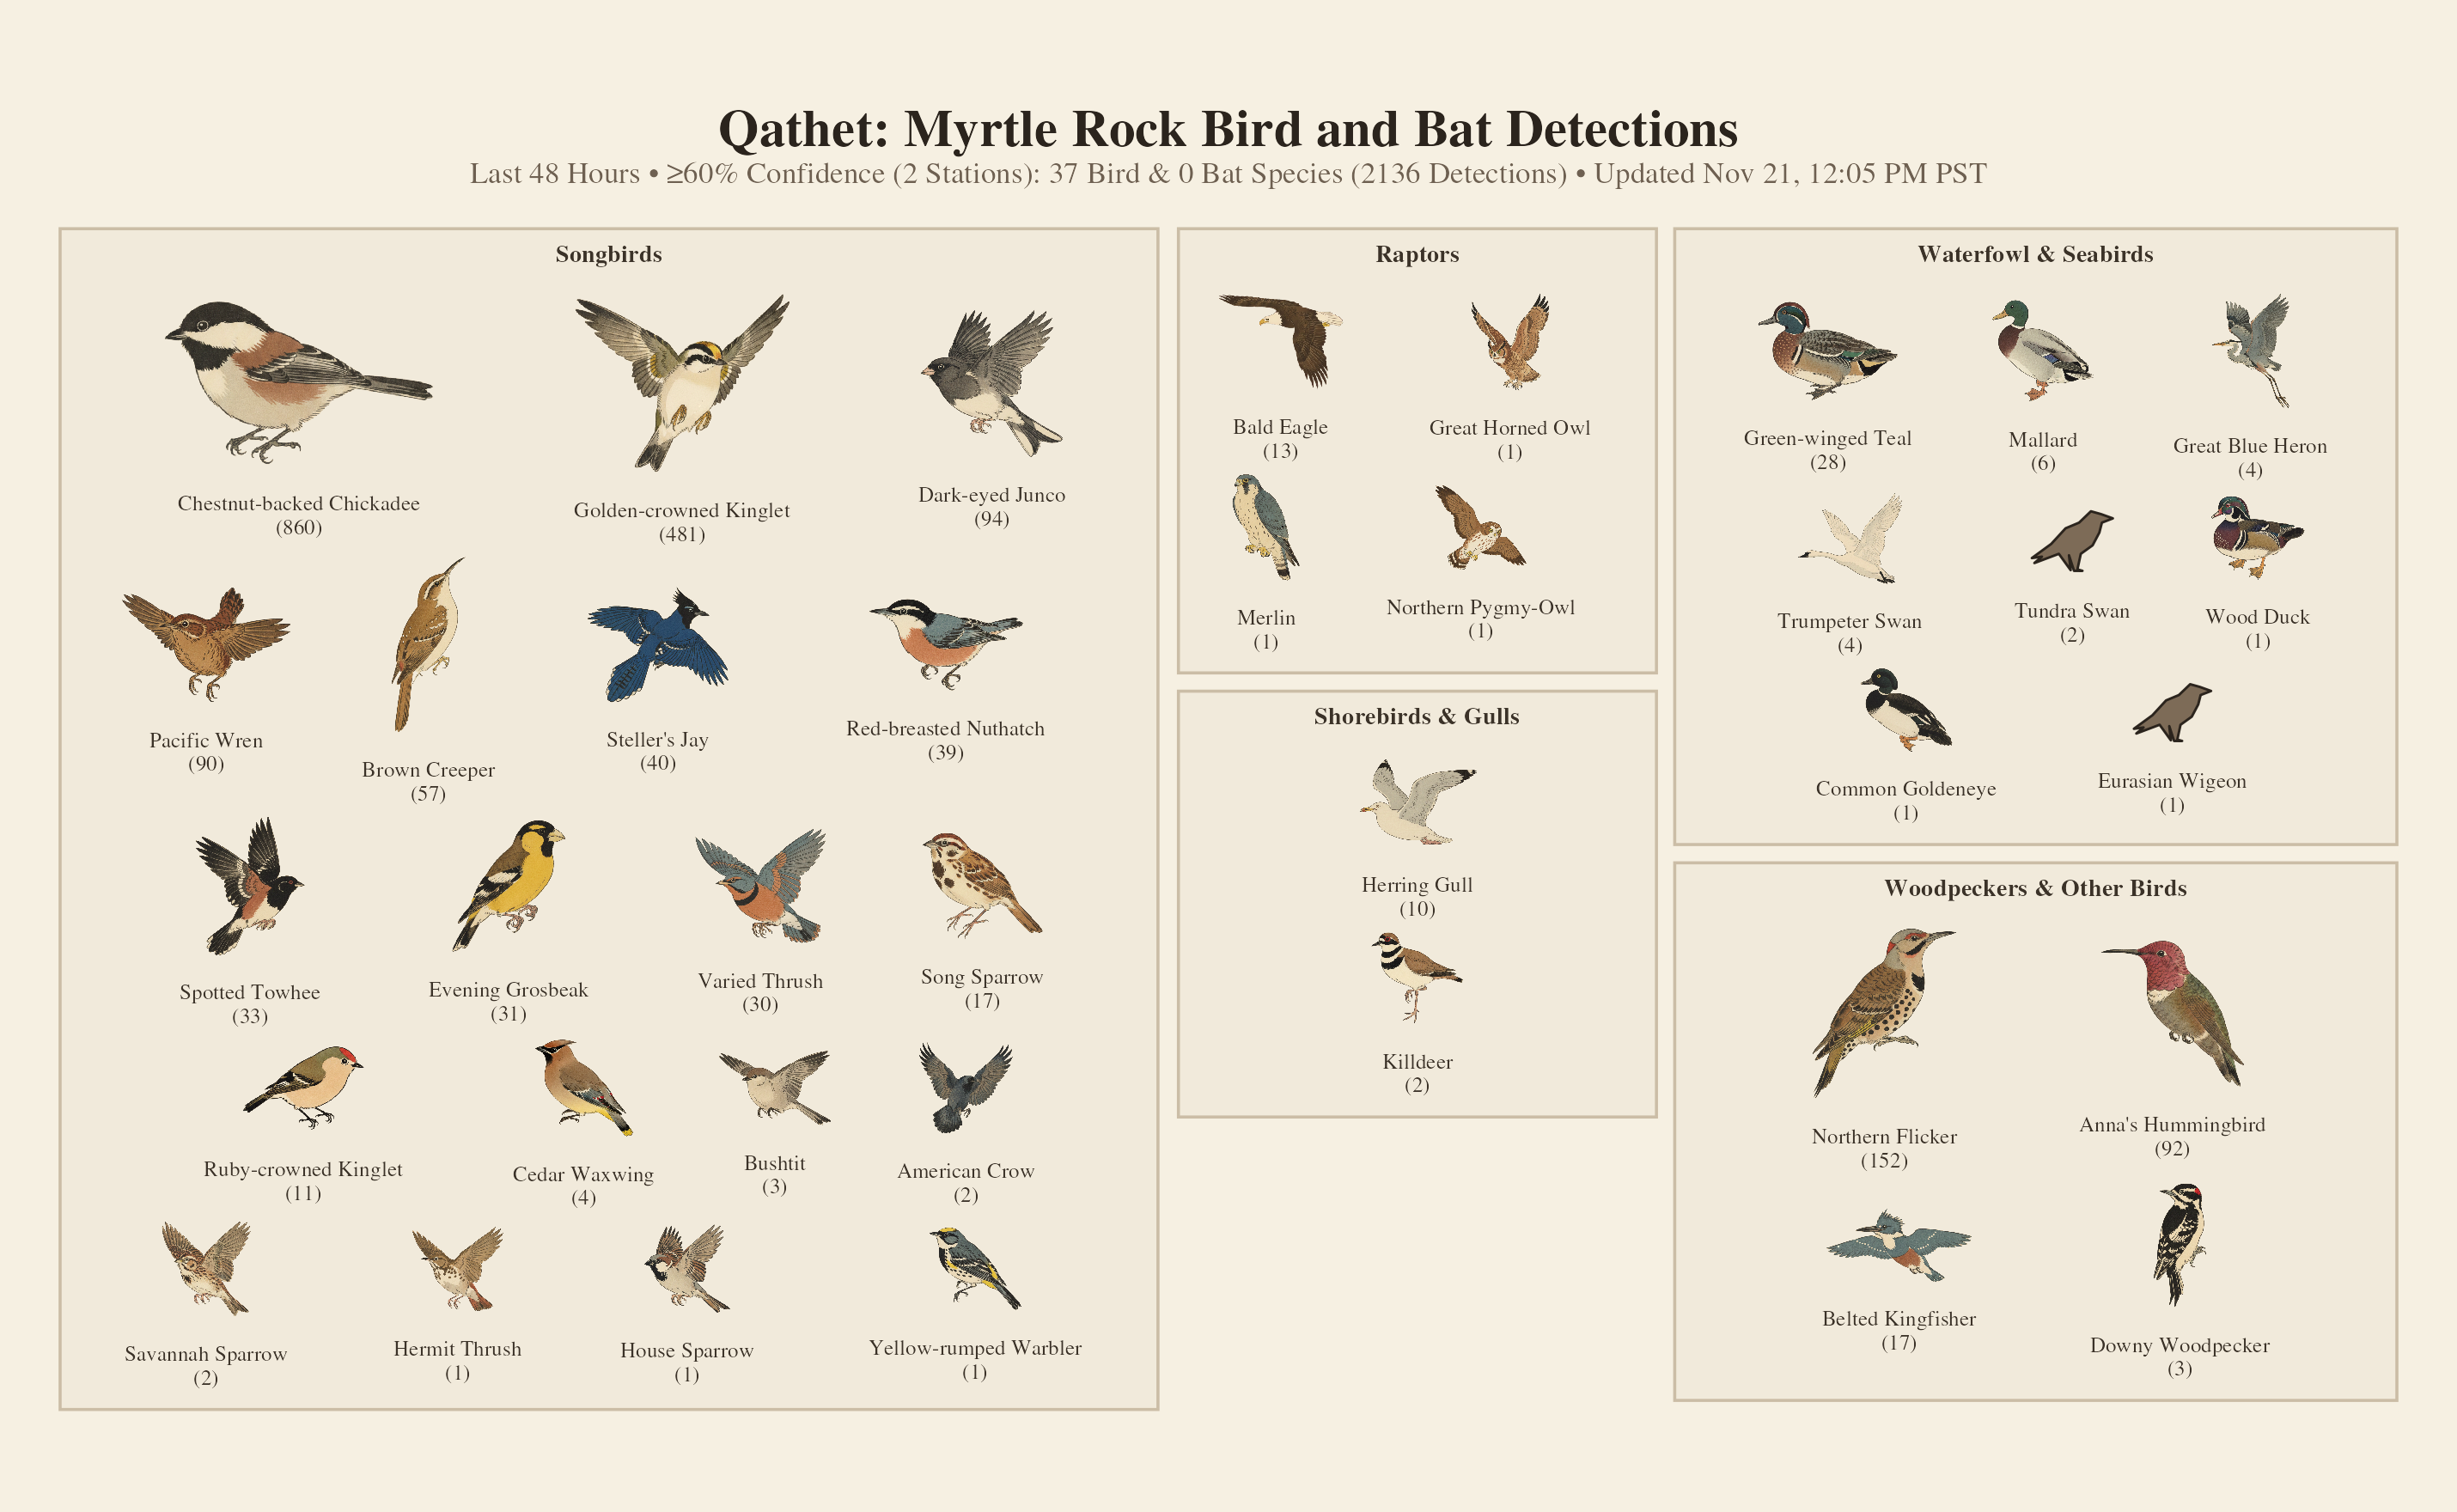 Qathet: Myrtle Rock Bird and Bat Detections
Last 48 Hours • ≥60% Confidence (2 Stations): 37 Bird & 0 Bat Species (2136 Detections) • Updated Nov 21, 12:05 PM PST
Songbirds
Chestnut-backed Chickadee
(860)
Golden-crowned Kinglet
(481)
Dark-eyed Junco
(94)
Pacific Wren
(90)
Brown Creeper
(57)
Steller's Jay
(40)
Red-breasted Nuthatch
(39)
Spotted Towhee
(33)
Evening Grosbeak
(31)
Varied Thrush
(30)
Song Sparrow
(17)
Ruby-crowned Kinglet
(11)
Cedar Waxwing
(4)
Bushtit
(3)
American Crow
(2)
Savannah Sparrow
(2)
Hermit Thrush
(1)
House Sparrow
(1)
Yellow-rumped Warbler
(1)
Raptors
Bald Eagle
(13)
Great Horned Owl
(1)
Merlin
(1)
Northern Pygmy-Owl
(1)
Shorebirds & Gulls
Herring Gull
(10)
Killdeer
(2)
Waterfowl & Seabirds
Green-winged Teal
(28)
Mallard
(6)
Great Blue Heron
(4)
Trumpeter Swan
(4)
Tundra Swan
(2)
Wood Duck
(1)
Common Goldeneye
(1)
Eurasian Wigeon
(1)
Woodpeckers & Other Birds
Northern Flicker
(152)
Anna's Hummingbird
(92)
Belted Kingfisher
(17)
Downy Woodpecker
(3)